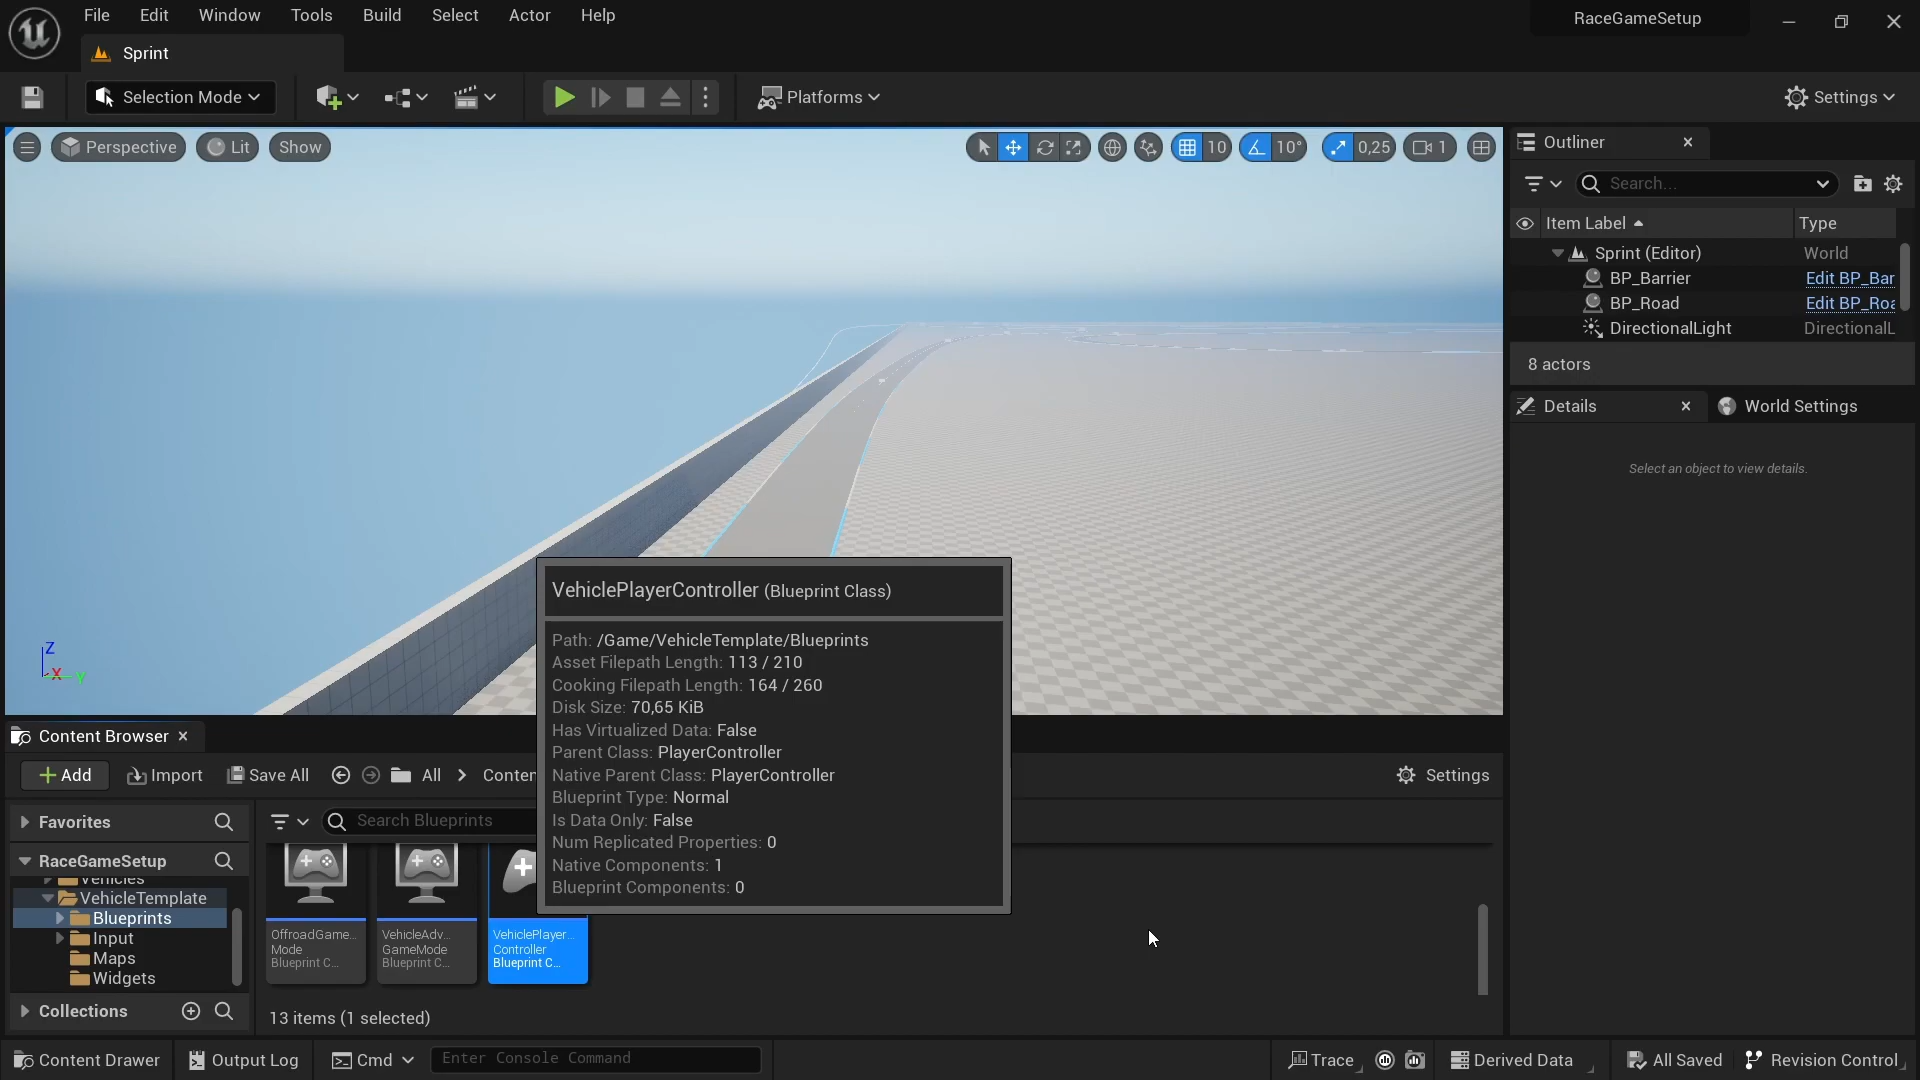 File Edit Window Tools Build Select Actor Help
RaceGameSetup
Sprint
Selection Mode
Platforms
Settings
Perspective Lit Show
10 10° 0,25 1
Outliner
Search...
Item Label Type
Sprint (Editor) World
BP_Barrier Edit BP_Bar
BP_Road Edit BP_Roa
DirectionalLight DirectionalL
8 actors
Details World Settings
Select an object to view details.
Z
X Y
VehiclePlayerController (Blueprint Class)
Path: /Game/VehicleTemplate/Blueprints
Asset Filepath Length: 113 / 210
Cooking Filepath Length: 164 / 260
Disk Size: 70,65 KiB
Has Virtualized Data: False
Parent Class: PlayerController
Native Parent Class: PlayerController
Blueprint Type: Normal
Is Data Only: False
Num Replicated Properties: 0
Native Components: 1
Blueprint Components: 0
Content Browser
Add Import Save All All Conten
Settings
Favorites
Search Blueprints
RaceGameSetup
Vehicles
VehicleTemplate
Blueprints
Input
Maps
Widgets
Collections
OffroadGame...
Mode
Blueprint C...
VehicleAdv...
GameMode
Blueprint C...
VehiclePlayer...
Controller
Blueprint C...
13 items (1 selected)
Content Drawer Output Log Cmd Enter Console Command
Trace Derived Data All Saved Revision Control